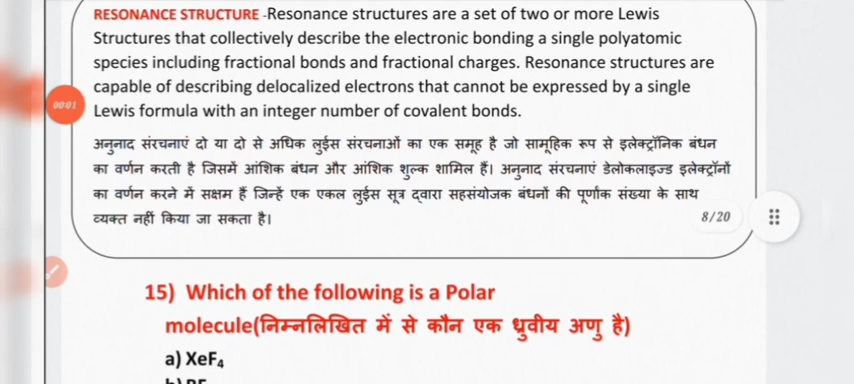 RESONANCE STRUCTURE -Resonance structures are a set of two or more Lewis
Structures that collectively describe the electronic bonding a single polyatomic
species including fractional bonds and fractional charges. Resonance structures are
capable of describing delocalized electrons that cannot be expressed by a single
00:01
Lewis formula with an integer number of covalent bonds.
अनुनाद संरचनाएं दो या दो से अधिक लुईस संरचनाओं का एक समूह है जो सामूहिक रूप से इलेक्ट्रॉनिक बंधन
का वर्णन करती है जिसमें आंशिक बंधन और आंशिक शुल्क शामिल हैं। अनुनाद संरचनाएं डेलोकलाइज्ड इलेक्ट्रॉनों
का वर्णन करने में सक्षम हैं जिन्हें एक एकल लुईस सूत्र द्वारा सहसंयोजक बंधनों की पूर्णांक संख्या के साथ
व्यक्त नहीं किया जा सकता है।
8/20
15) Which of the following is a Polar
molecule(निम्नलिखित में से कौन एक ध्रुवीय अणु है)
a) XeF₄